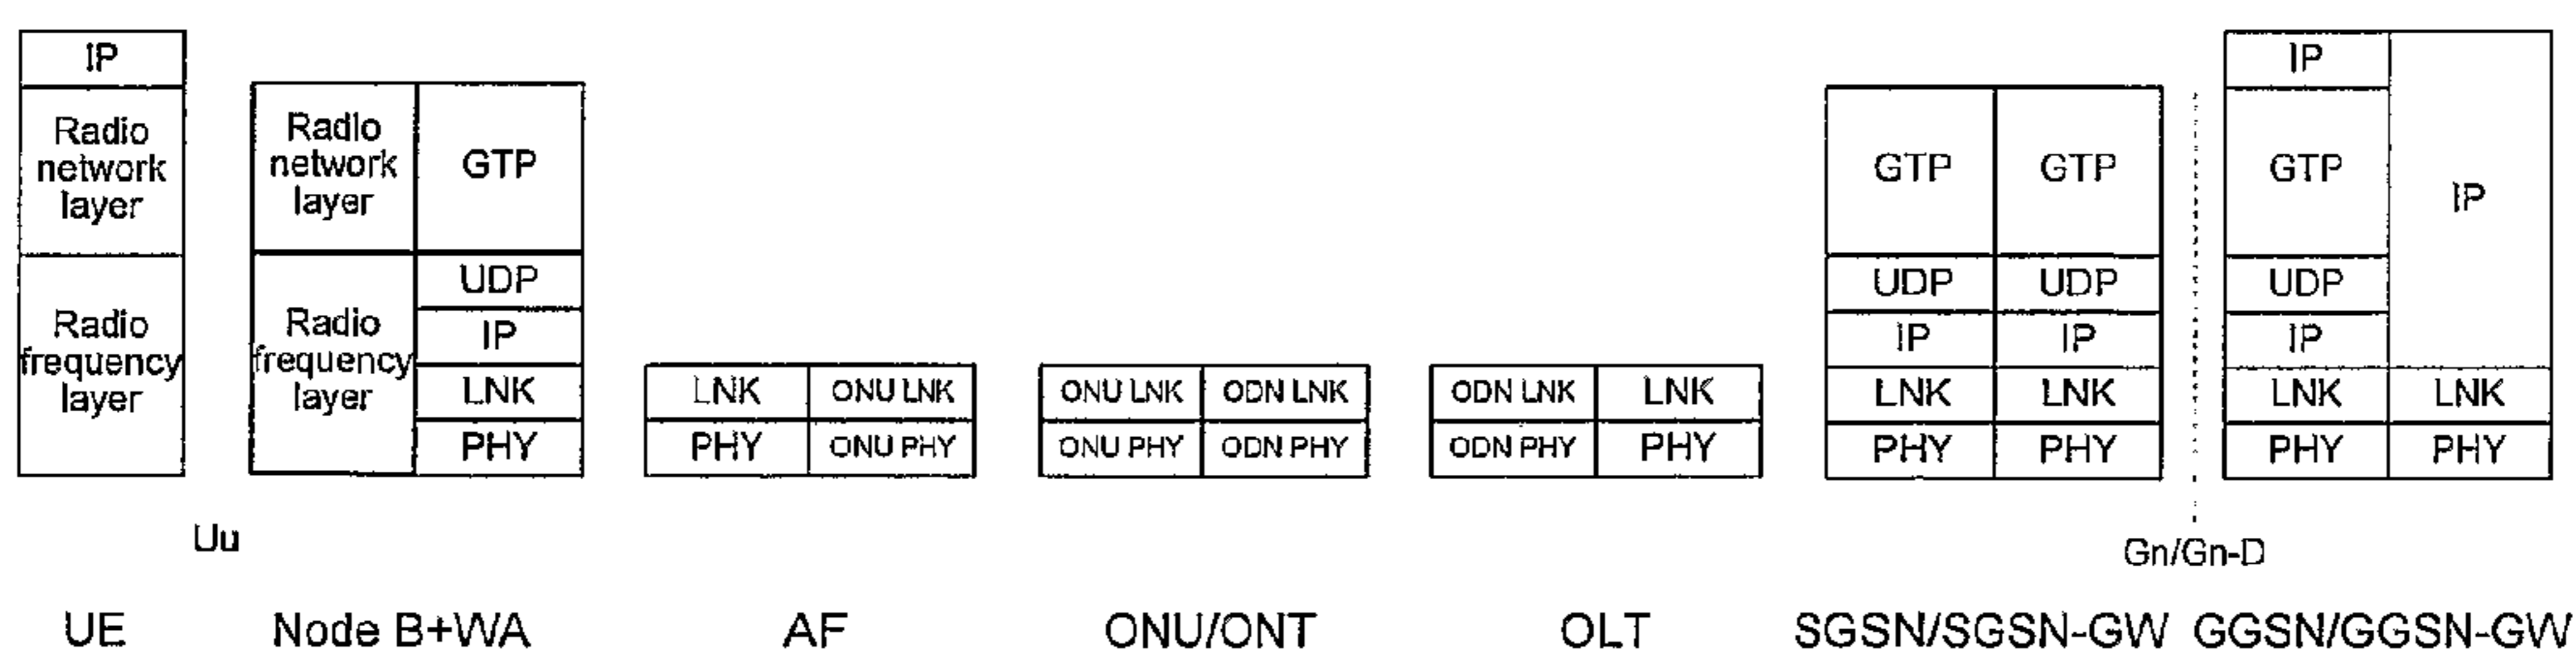 IP
Radio
network
layer
Radio
frequency
layer
Uu
UE
Radio
network
layer
Radio
frequency
layer
GTP
UDP
IP
LNK
PHY
Node B+WA
LNK
ONU LNK
PHY
ONU PHY
AF
ONU LNK
ODN LNK
ONU PHY
ODN PHY
ONU/ONT
ODN LNK
LNK
ODN PHY
PHY
OLT
GTP
GTP
UDP
UDP
IP
IP
LNK
LNK
PHY
PHY
SGSN/SGSN-GW
Gn/Gn-D
IP
GTP
UDP
IP
LNK
PHY
IP
LNK
PHY
GGSN/GGSN-GW